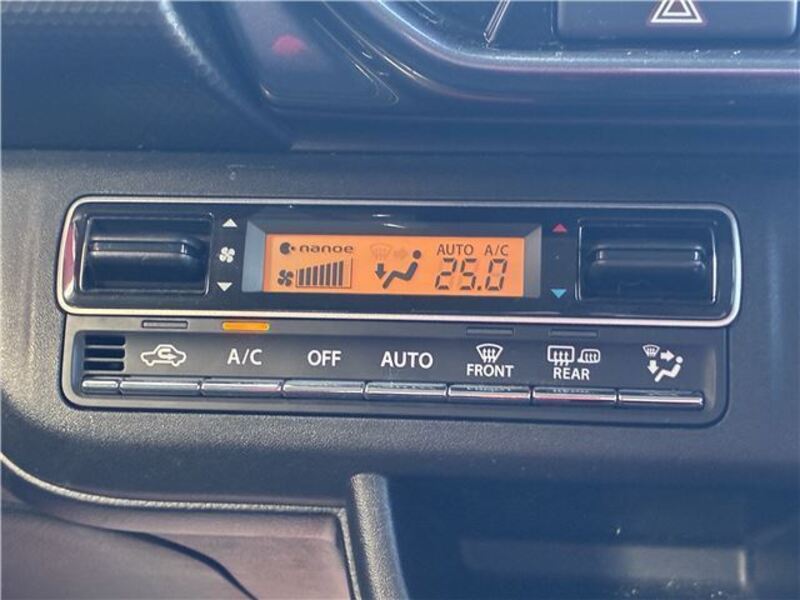 nanoe
AUTO A/C
25.0
A/C OFF AUTO FRONT REAR